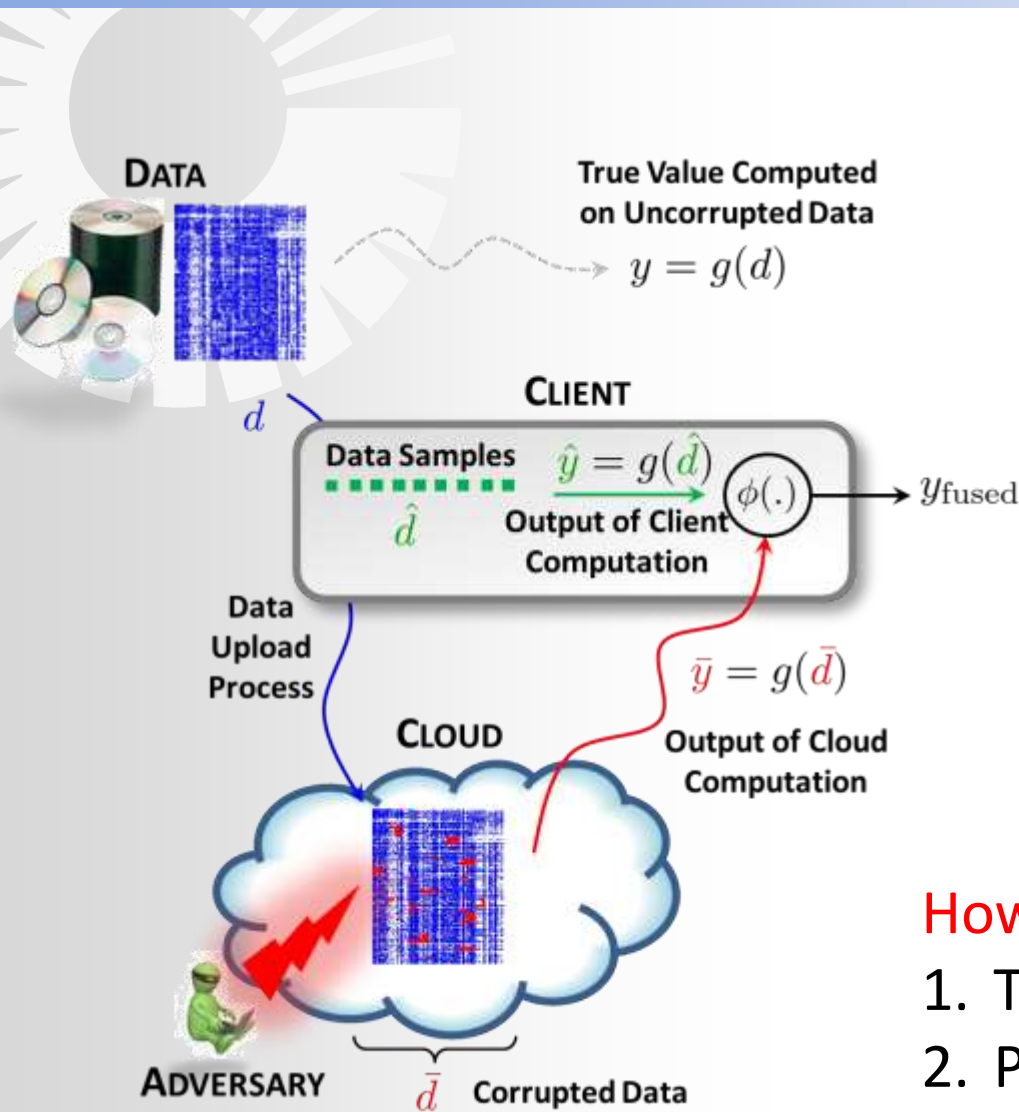 DATA
True Value Computed
on Uncorrupted Data
y = g(d)
d
CLIENT
Data Samples
d̂
ŷ = g(d̂)
Output of Client
Computation
ϕ(.)
y_fused
Data
Upload
Process
ȳ = g(d̄)
Output of Cloud
Computation
CLOUD
ADVERSARY
d̄ Corrupted Data
How
1. T
2. P